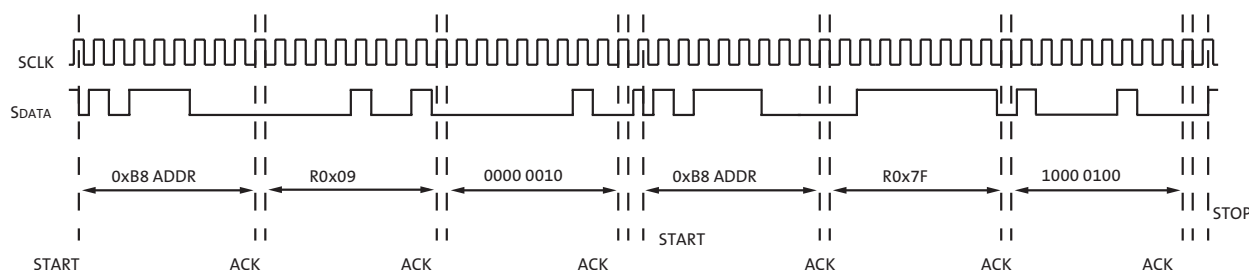 SCLK
SDATA
0xB8 ADDR R0x09 0000 0010 0xB8 ADDR R0x7F 1000 0100
STOP
START
START ACK ACK ACK ACK ACK ACK